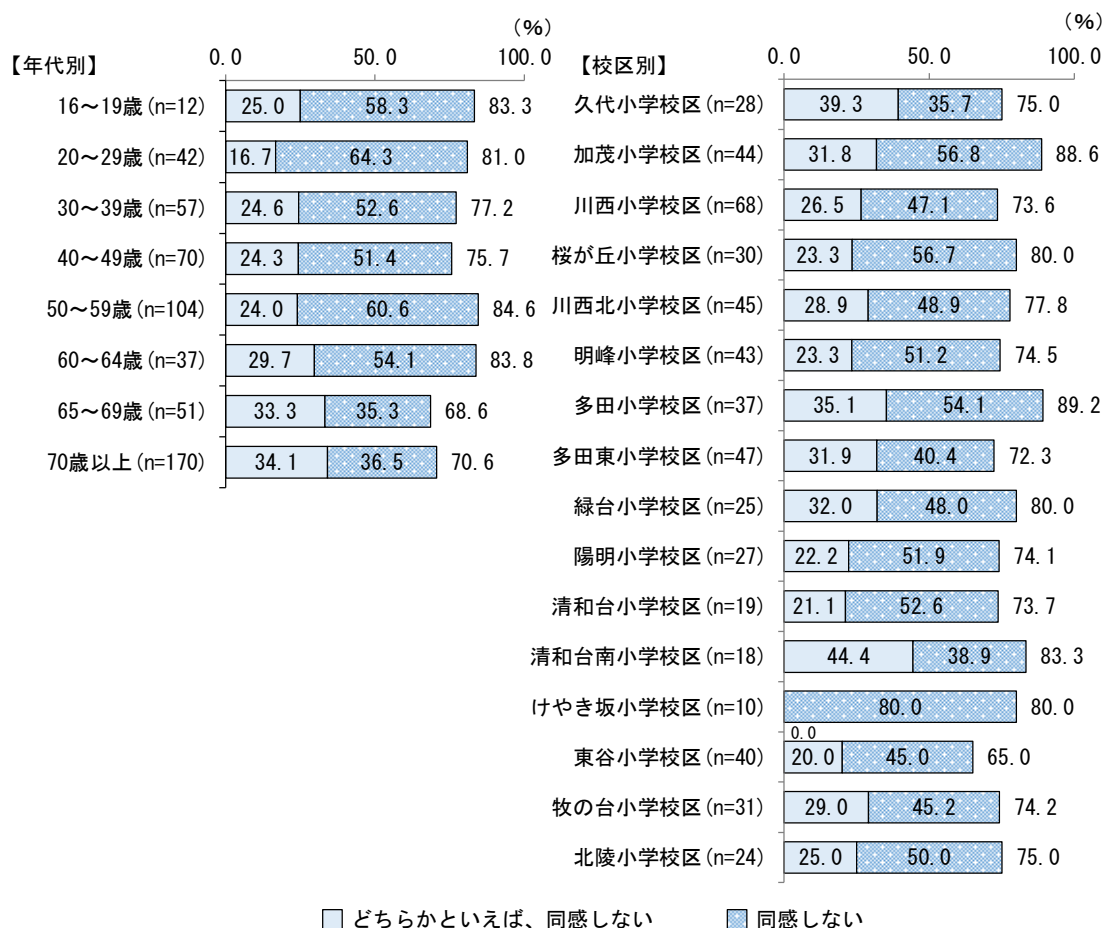 (%)
【年代別】 0.0 50.0 100.0
16～19歳(n=12) 25.0 58.3 83.3
20～29歳(n=42) 16.7 64.3 81.0
30～39歳(n=57) 24.6 52.6 77.2
40～49歳(n=70) 24.3 51.4 75.7
50～59歳(n=104) 24.0 60.6 84.6
60～64歳(n=37) 29.7 54.1 83.8
65～69歳(n=51) 33.3 35.3 68.6
70歳以上(n=170) 34.1 36.5 70.6
(%)
【校区別】 0.0 50.0 100.0
久代小学校区(n=28) 39.3 35.7 75.0
加茂小学校区(n=44) 31.8 56.8 88.6
川西小学校区(n=68) 26.5 47.1 73.6
桜が丘小学校区(n=30) 23.3 56.7 80.0
川西北小学校区(n=45) 28.9 48.9 77.8
明峰小学校区(n=43) 23.3 51.2 74.5
多田小学校区(n=37) 35.1 54.1 89.2
多田東小学校区(n=47) 31.9 40.4 72.3
緑台小学校区(n=25) 32.0 48.0 80.0
陽明小学校区(n=27) 22.2 51.9 74.1
清和台小学校区(n=19) 21.1 52.6 73.7
清和台南小学校区(n=18) 44.4 38.9 83.3
けやき坂小学校区(n=10) 80.0 80.0
0.0
東谷小学校区(n=40) 20.0 45.0 65.0
牧の台小学校区(n=31) 29.0 45.2 74.2
北陵小学校区(n=24) 25.0 50.0 75.0
どちらかといえば、同感しない 同感しない